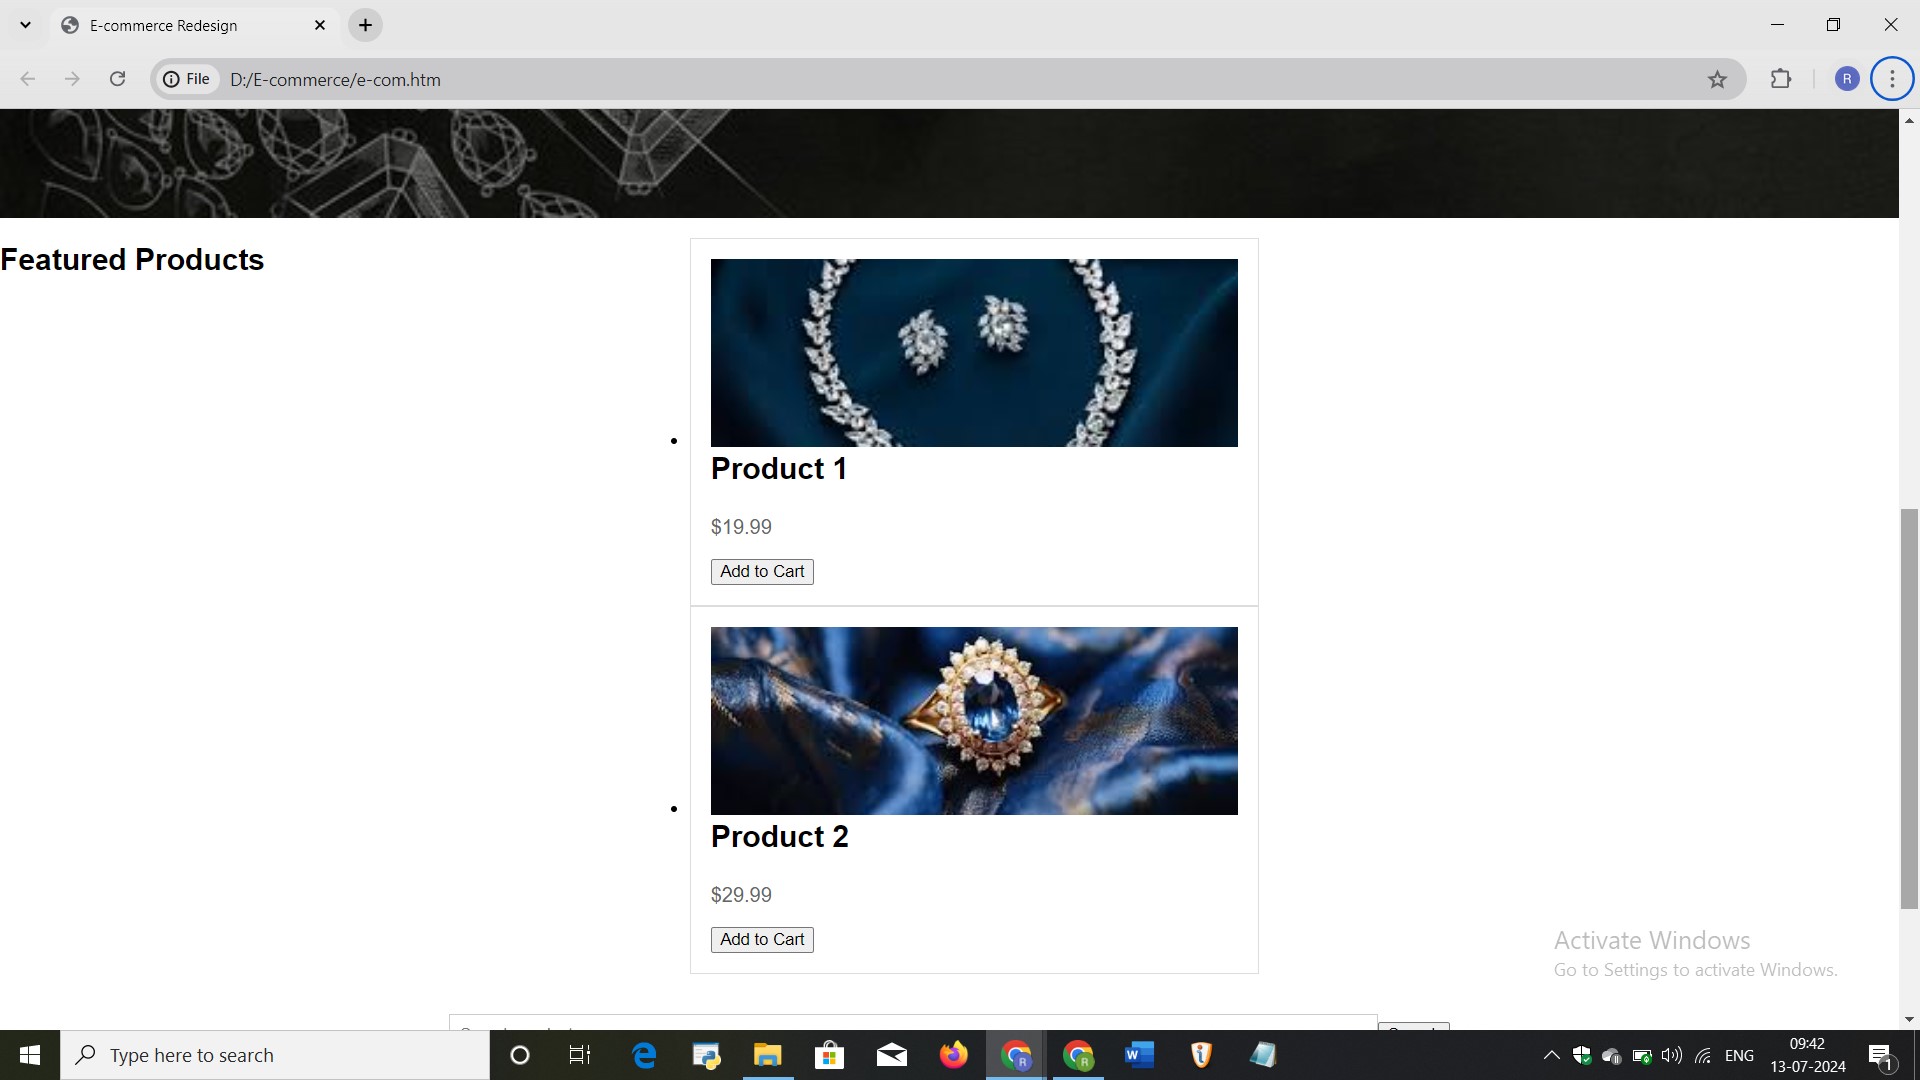 E-commerce Redesign
File
D:/E-commerce/e-com.htm
R
Featured Products
Product 1
$19.99
Add to Cart
Product 2
$29.99
Add to Cart
Activate Windows
Go to Settings to activate Windows.
Type here to search
R
R
W
ENG
09:42
13-07-2024
1